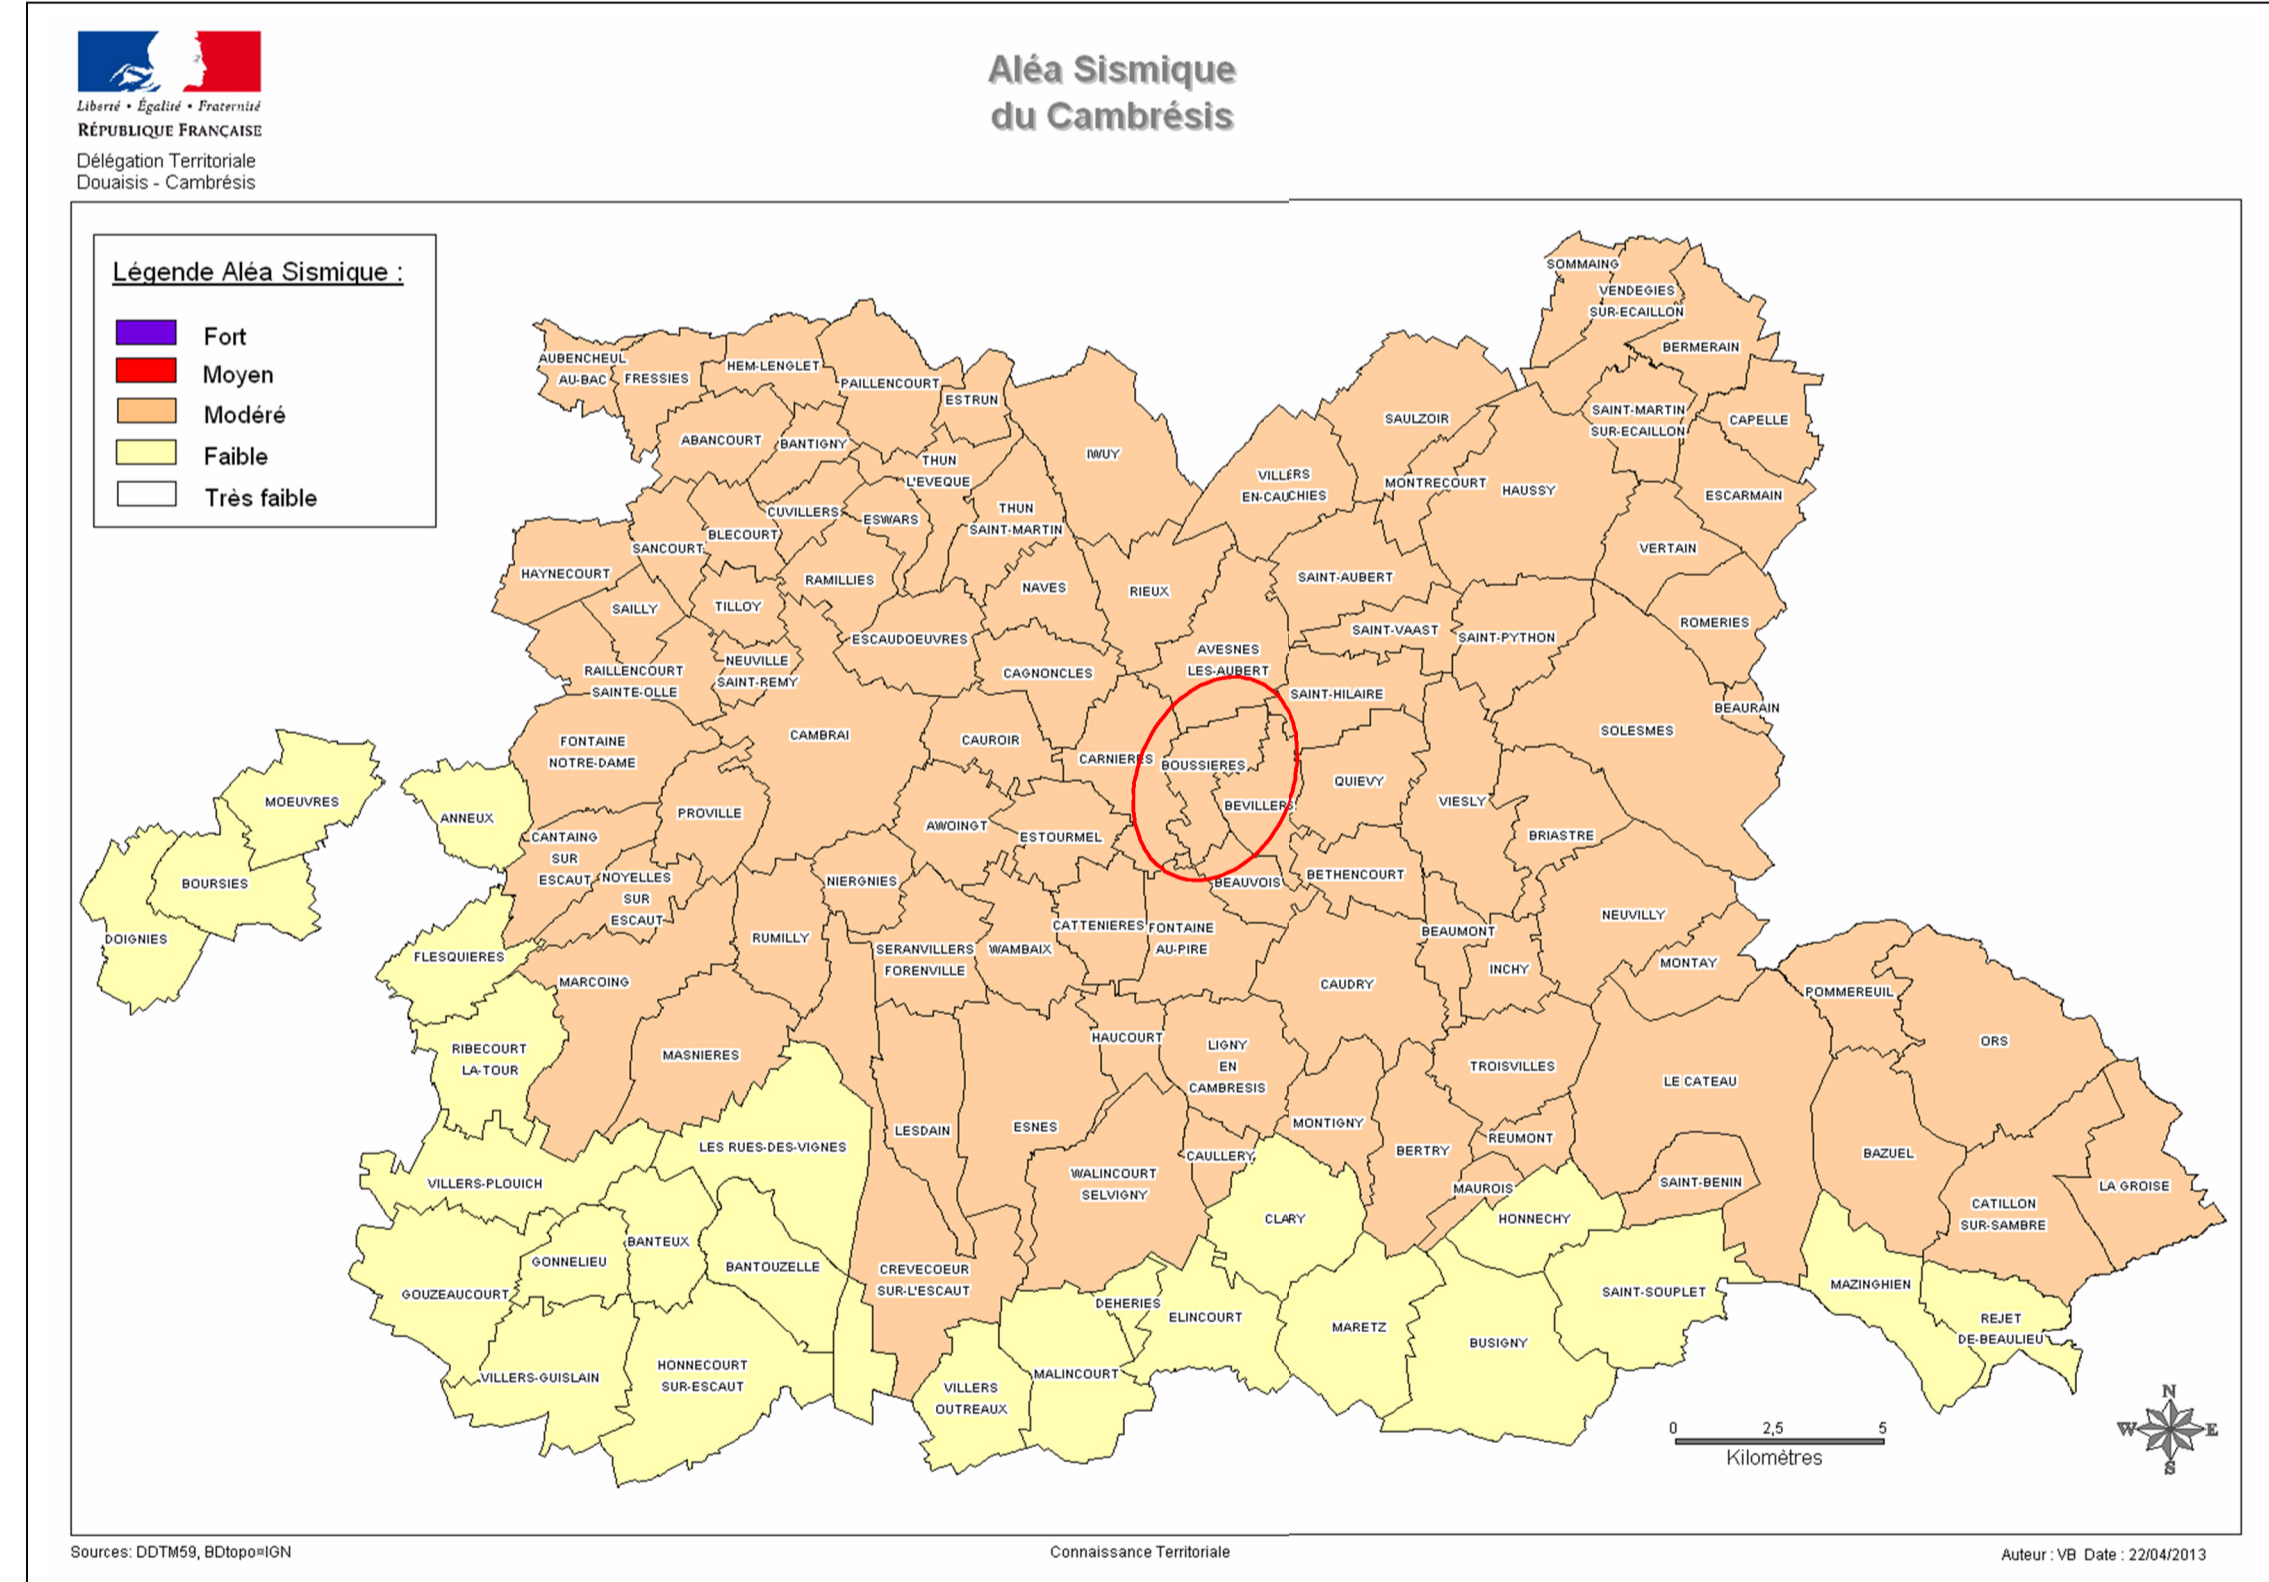 Liberté • Égalité • Fraternité
RÉPUBLIQUE FRANÇAISE
Délégation Territoriale
Douaisis - Cambrésis
Aléa Sismique
du Cambrésis
Légende Aléa Sismique :
Fort
Moyen
Modéré
Faible
Très faible
SOMMAING
VENDEGIES
SUR-ECAILLON
BERMERAIN
AUBENCHEUL
AU-BAC
FRESSIES
HEM-LENGLET
PAILLENCOURT
ESTRUN
SAINT-MARTIN
SUR-ECAILLON
CAPELLE
SAULZOIR
ABANCOURT
BANTIGNY
IWUY
THUN
L'EVEQUE
VILLERS
EN-CAUCHIES
MONTRECOURT
HAUSSY
ESCARMAIN
CUVILLERS
ESWARS
THUN
SAINT-MARTIN
BLECOURT
SANCOURT
VERTAIN
HAYNECOURT
RAMILLIES
NAVES
RIEUX
SAINT-AUBERT
SAILLY
TILLOY
ROMERIES
ESCAUDOEUVRES
SAINT-VAAST
SAINT-PYTHON
AVESNES
LES-AUBERT
RAILLENCOURT
SAINTE-OLLE
NEUVILLE
SAINT-REMY
CAGNONCLES
SAINT-HILAIRE
BEAURAIN
SOLESMES
FONTAINE
NOTRE-DAME
CAMBRAI
CAUROIR
CARNIERES
BOUSSIERES
QUIEVY
MOEUVRES
ANNEUX
PROVILLE
AWOINGT
ESTOURMEL
BEVILLERS
VIESLY
BRIASTRE
CANTAING
SUR
ESCAUT
NOYELLES
SUR
ESCAUT
BOURSIES
NIERGNIES
BEAUVOIS
BETHENCOURT
DOIGNIES
FLESQUIERES
RUMILLY
SERANVILLERS
FORENVILLE
WAMBAIX
CATTENIERES
FONTAINE
AU-PIRE
BEAUMONT
NEUVILLY
MARCOING
CAUDRY
INCHY
MONTAY
POMMEREUIL
RIBECOURT
LA-TOUR
MASNIERES
HAUCOURT
LIGNY
EN
CAMBRESIS
TROISVILLES
LE CATEAU
ORS
LES RUES-DES-VIGNES
LESDAIN
ESNES
MONTIGNY
BERTRY
REUMONT
BAZUEL
VILLERS-PLOUICH
WALINCOURT
SELVIGNY
CAULLERY
MAUROIS
SAINT-BENIN
LA GROISE
CLARY
HONNECHY
CATILLON
SUR-SAMBRE
BANTEUX
GONNELIEU
BANTOUZELLE
CREVECOEUR
SUR-L'ESCAUT
GOUZEAUCOURT
DEHERIES
ELINCOURT
SAINT-SOUPLET
MAZINGHIEN
REJET
DE-BEAULIEU
MARETZ
BUSIGNY
VILLERS-GUISLAIN
HONNECOURT
SUR-ESCAUT
VILLERS
OUTREAUX
MALINCOURT
0 2,5 5
Kilomètres
N
W E
S
Sources: DDTM59, BDtopo¤IGN
Connaissance Territoriale
Auteur : VB Date : 22/04/2013